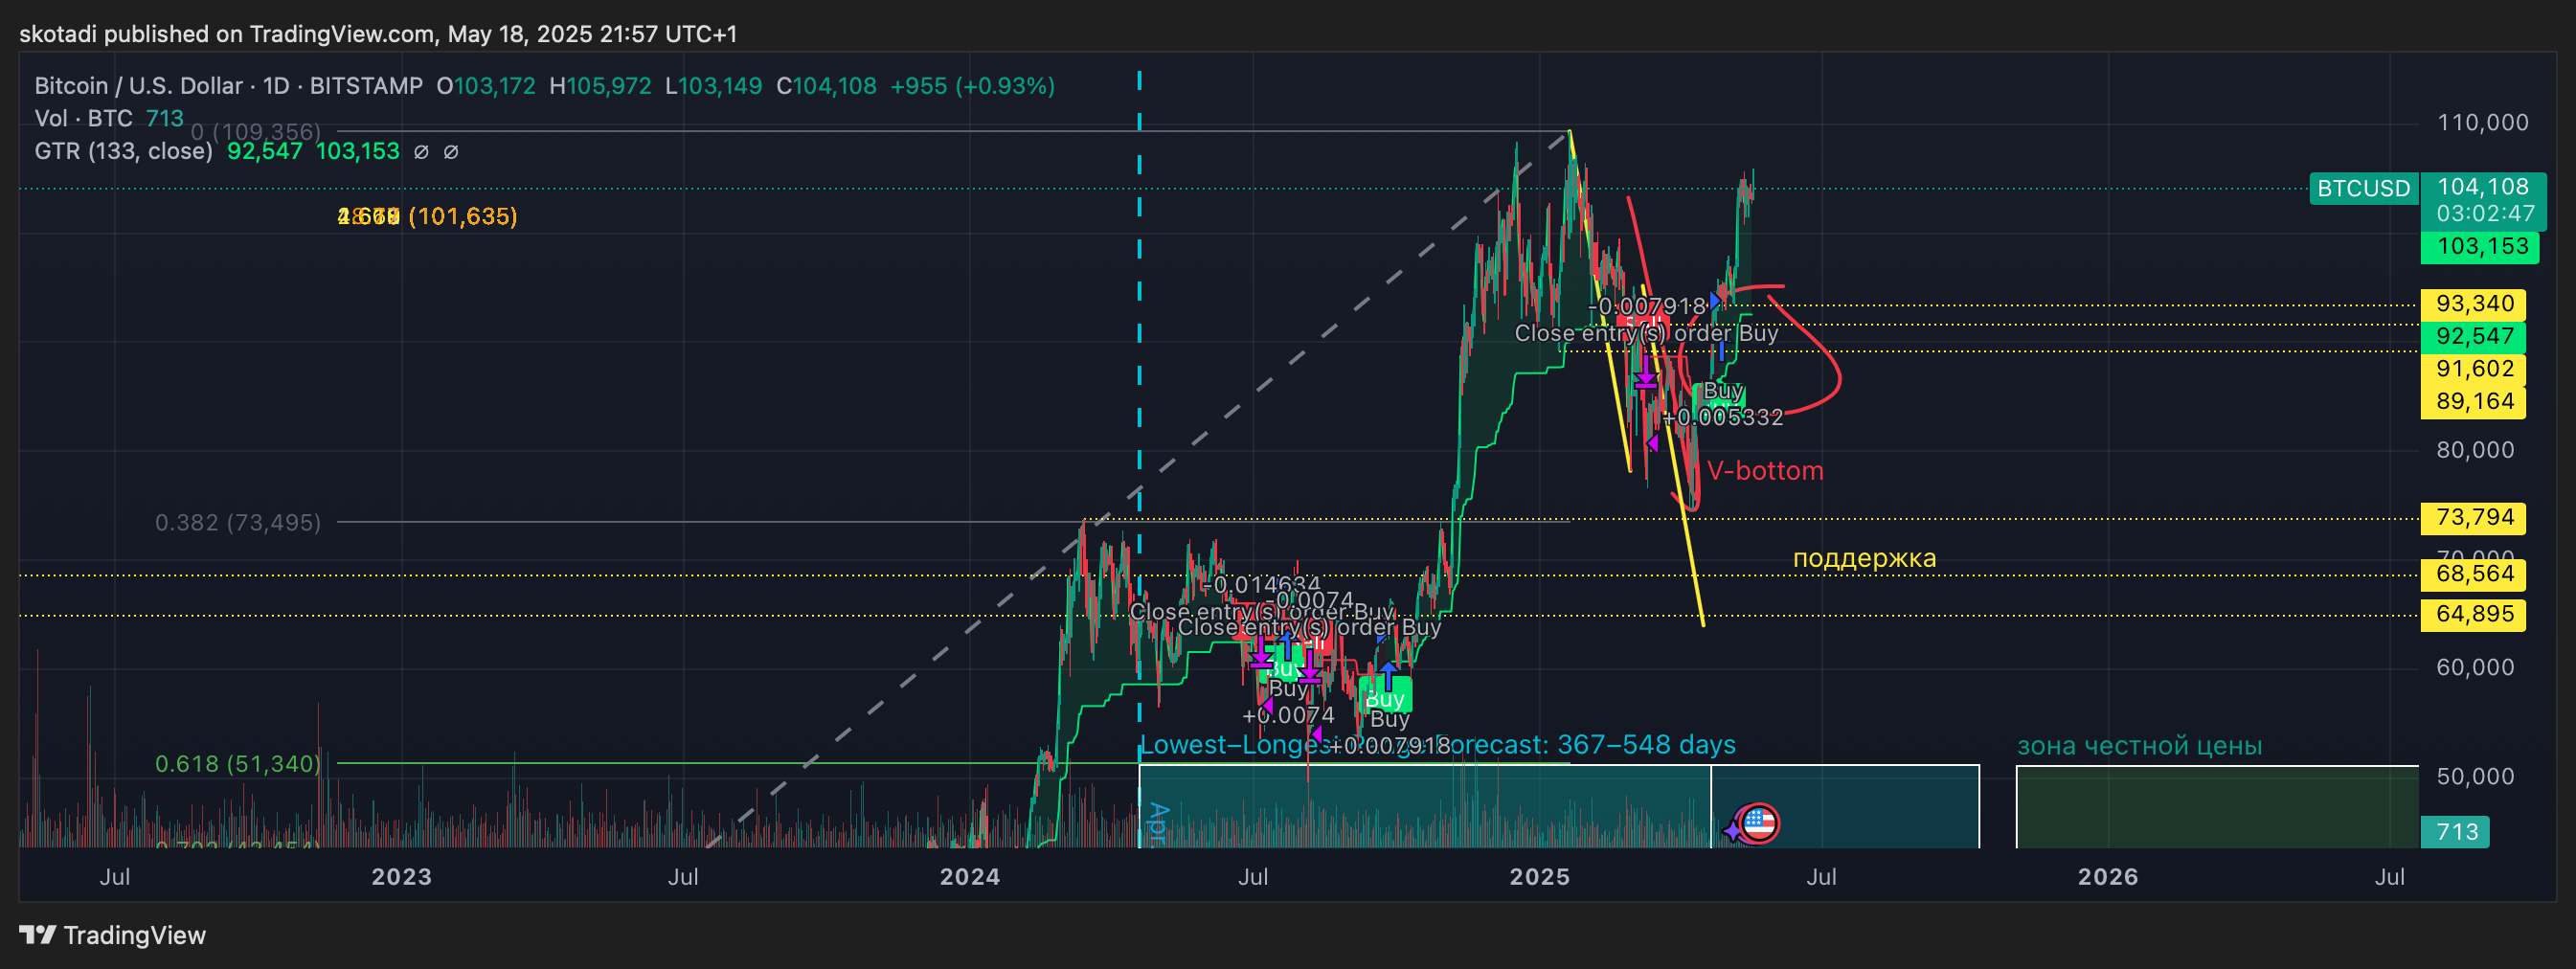 skotadi published on TradingView.com, May 18, 2025 21:57 UTC+1
Bitcoin / U.S. Dollar · 1D · BITSTAMP O103,172 H105,972 L103,149 C104,108 +955 (+0.93%)
Vol · BTC 713
0 (109,356)
GTR (133, close) 92,547 103,153 ∅ ∅
110,000
BTCUSD 104,108
03:02:47
(101,635)
103,153
93,340
-0.007918
Close entry(s) order Buy
92,547
91,602
89,164
Buy
+0.005332
80,000
V-bottom
0.382 (73,495)
73,794
поддержка
70,000
68,564
-0.014634
-0.0074
Close entry(s) order Buy
Close entry(s) order Buy
64,895
60,000
Buy
Buy
Buy
Buy
+0.0074
+0.007918
Lowest–Longest Forecast: 367–548 days
зона честной цены
0.618 (51,340)
50,000
Apr
713
Jul 2023 Jul 2024 Jul 2025 Jul 2026 Jul
TradingView